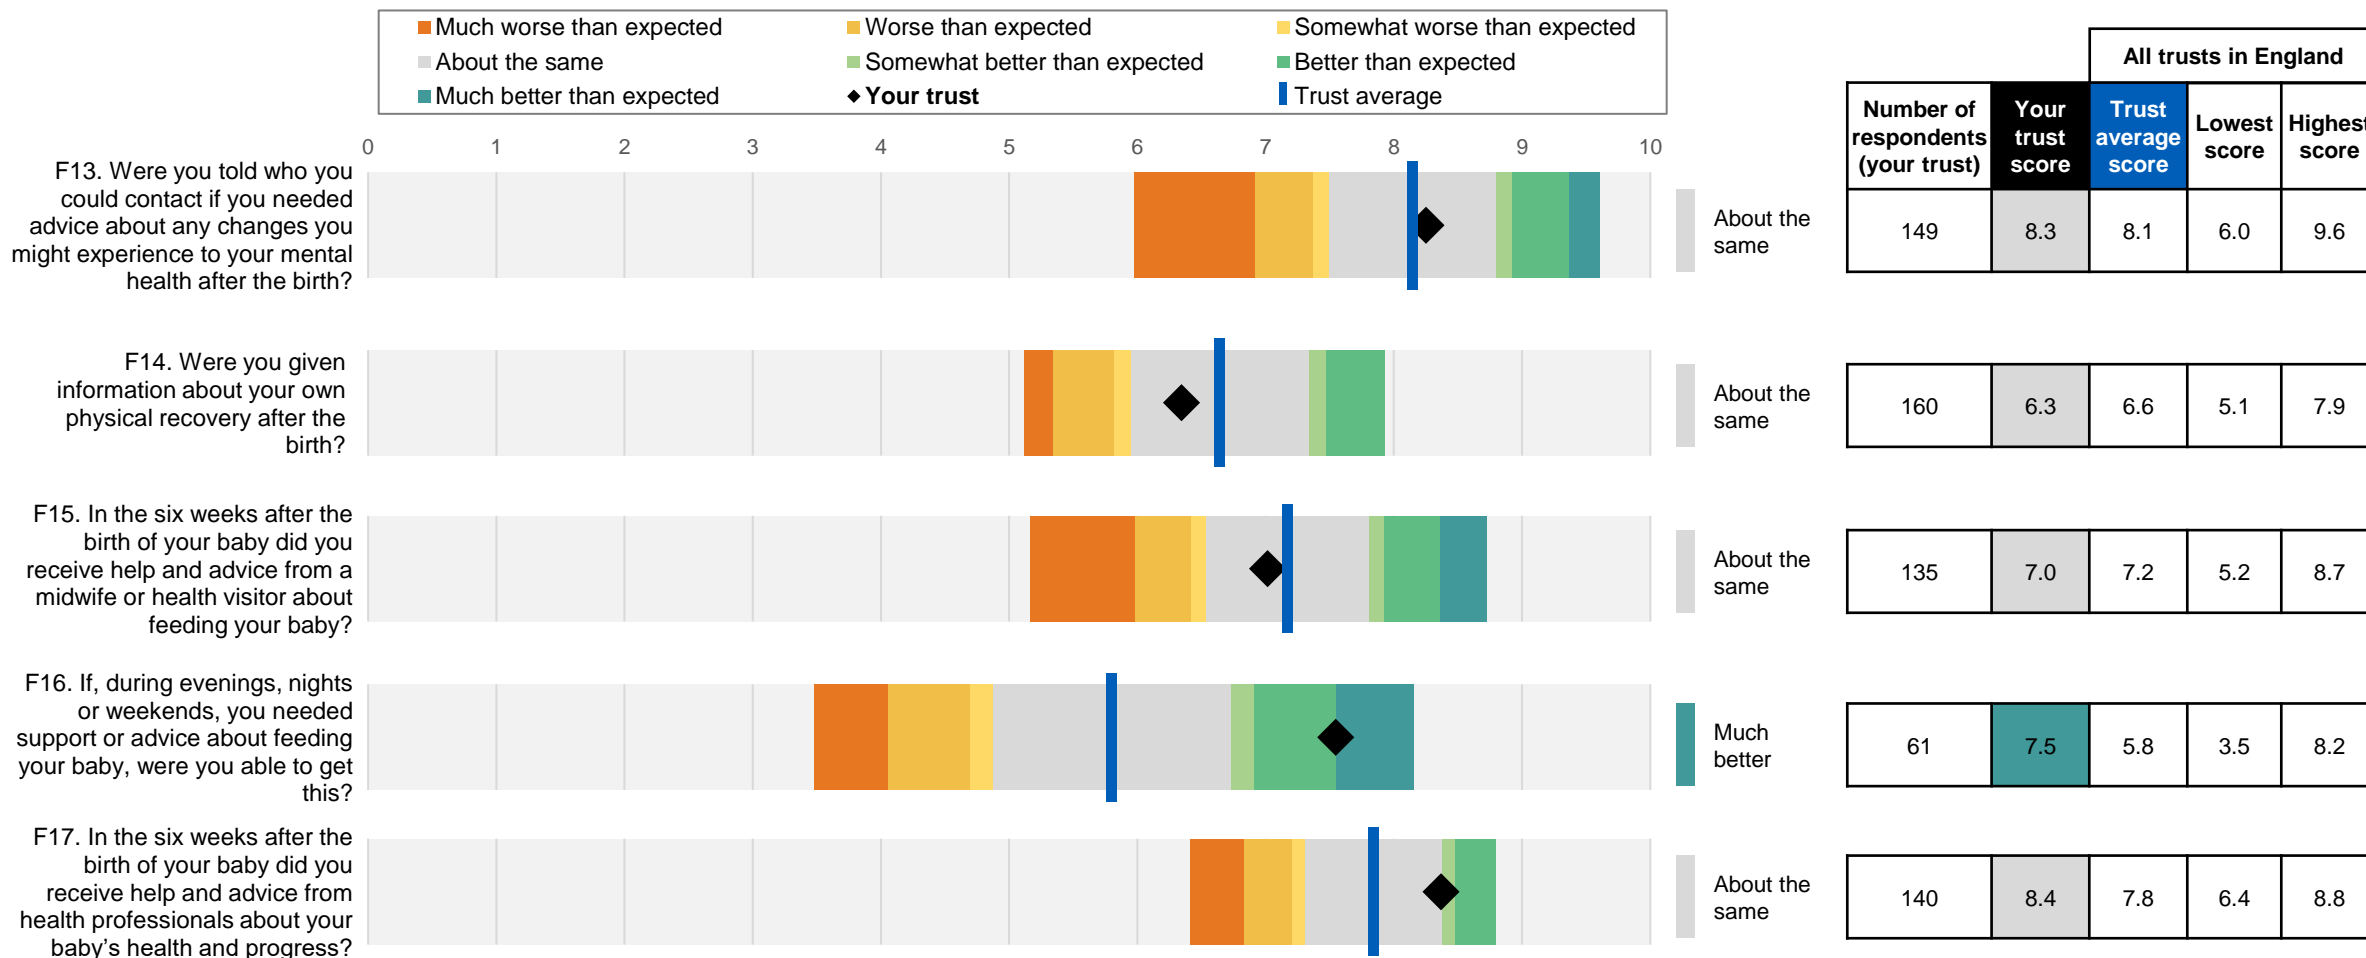 Much worse than expected
Worse than expected
Somewhat worse than expected
About the same
Somewhat better than expected
Better than expected
Much better than expected
Your trust
Trust average
All trusts in England
Number of
respondents
(your trust)
Your
trust
score
Trust
average
score
Lowest
score
Highest
score
0 1 2 3 4 5 6 7 8 9 10
F13. Were you told who you
could contact if you needed
advice about any changes you
might experience to your mental
health after the birth?
About the
same
149 8.3 8.1 6.0 9.6
F14. Were you given
information about your own
physical recovery after the
birth?
About the
same
160 6.3 6.6 5.1 7.9
F15. In the six weeks after the
birth of your baby did you
receive help and advice from a
midwife or health visitor about
feeding your baby?
About the
same
135 7.0 7.2 5.2 8.7
F16. If, during evenings, nights
or weekends, you needed
support or advice about feeding
your baby, were you able to get
this?
Much
better
61 7.5 5.8 3.5 8.2
F17. In the six weeks after the
birth of your baby did you
receive help and advice from
health professionals about your
baby’s health and progress?
About the
same
140 8.4 7.8 6.4 8.8